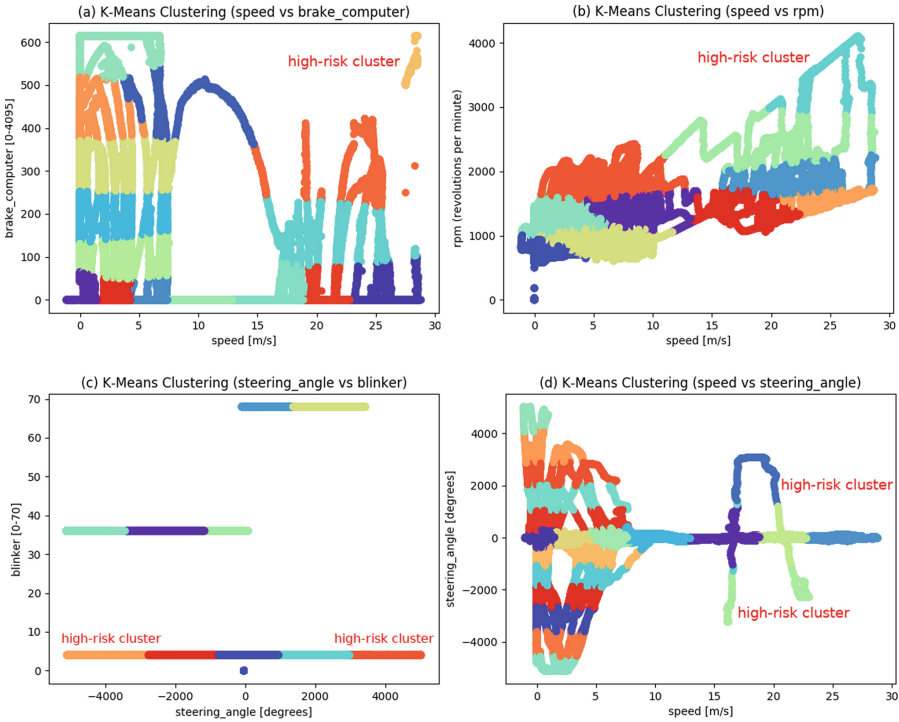 (a) K-Means Clustering (speed vs brake_computer)
600
500
400
300
200
100
0
brake_computer [0-4095]
high-risk cluster
0 5 10 15 20 25 30
speed [m/s]
(b) K-Means Clustering (speed vs rpm)
4000
3000
2000
1000
0
rpm (revolutions per minute)
high-risk cluster
0 5 10 15 20 25 30
speed [m/s]
(c) K-Means Clustering (steering_angle vs blinker)
70
60
50
40
30
20
10
0
blinker [0-70]
high-risk cluster high-risk cluster
−4000 −2000 0 2000 4000
steering_angle [degrees]
(d) K-Means Clustering (speed vs steering_angle)
4000
2000
0
−2000
−4000
steering_angle [degrees]
high-risk cluster
high-risk cluster
0 5 10 15 20 25 30
speed [m/s]